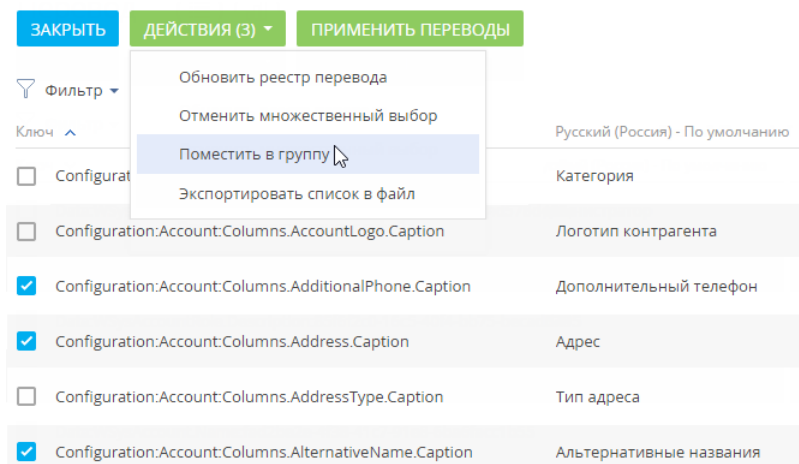 ЗАКРЫТЬ ДЕЙСТВИЯ (3) ПРИМЕНИТЬ ПЕРЕВОДЫ
Обновить реестр перевода
Фильтр
Отменить множественный выбор
Ключ Русский (Россия) - По умолчанию
Поместить в группу
Configurat Категория
Экспортировать список в файл
Configuration:Account:Columns.AccountLogo.Caption Логотип контрагента
Configuration:Account:Columns.AdditionalPhone.Caption Дополнительный телефон
Configuration:Account:Columns.Address.Caption Адрес
Configuration:Account:Columns.AddressType.Caption Тип адреса
Configuration:Account:Columns.AlternativeName.Caption Альтернативные названия